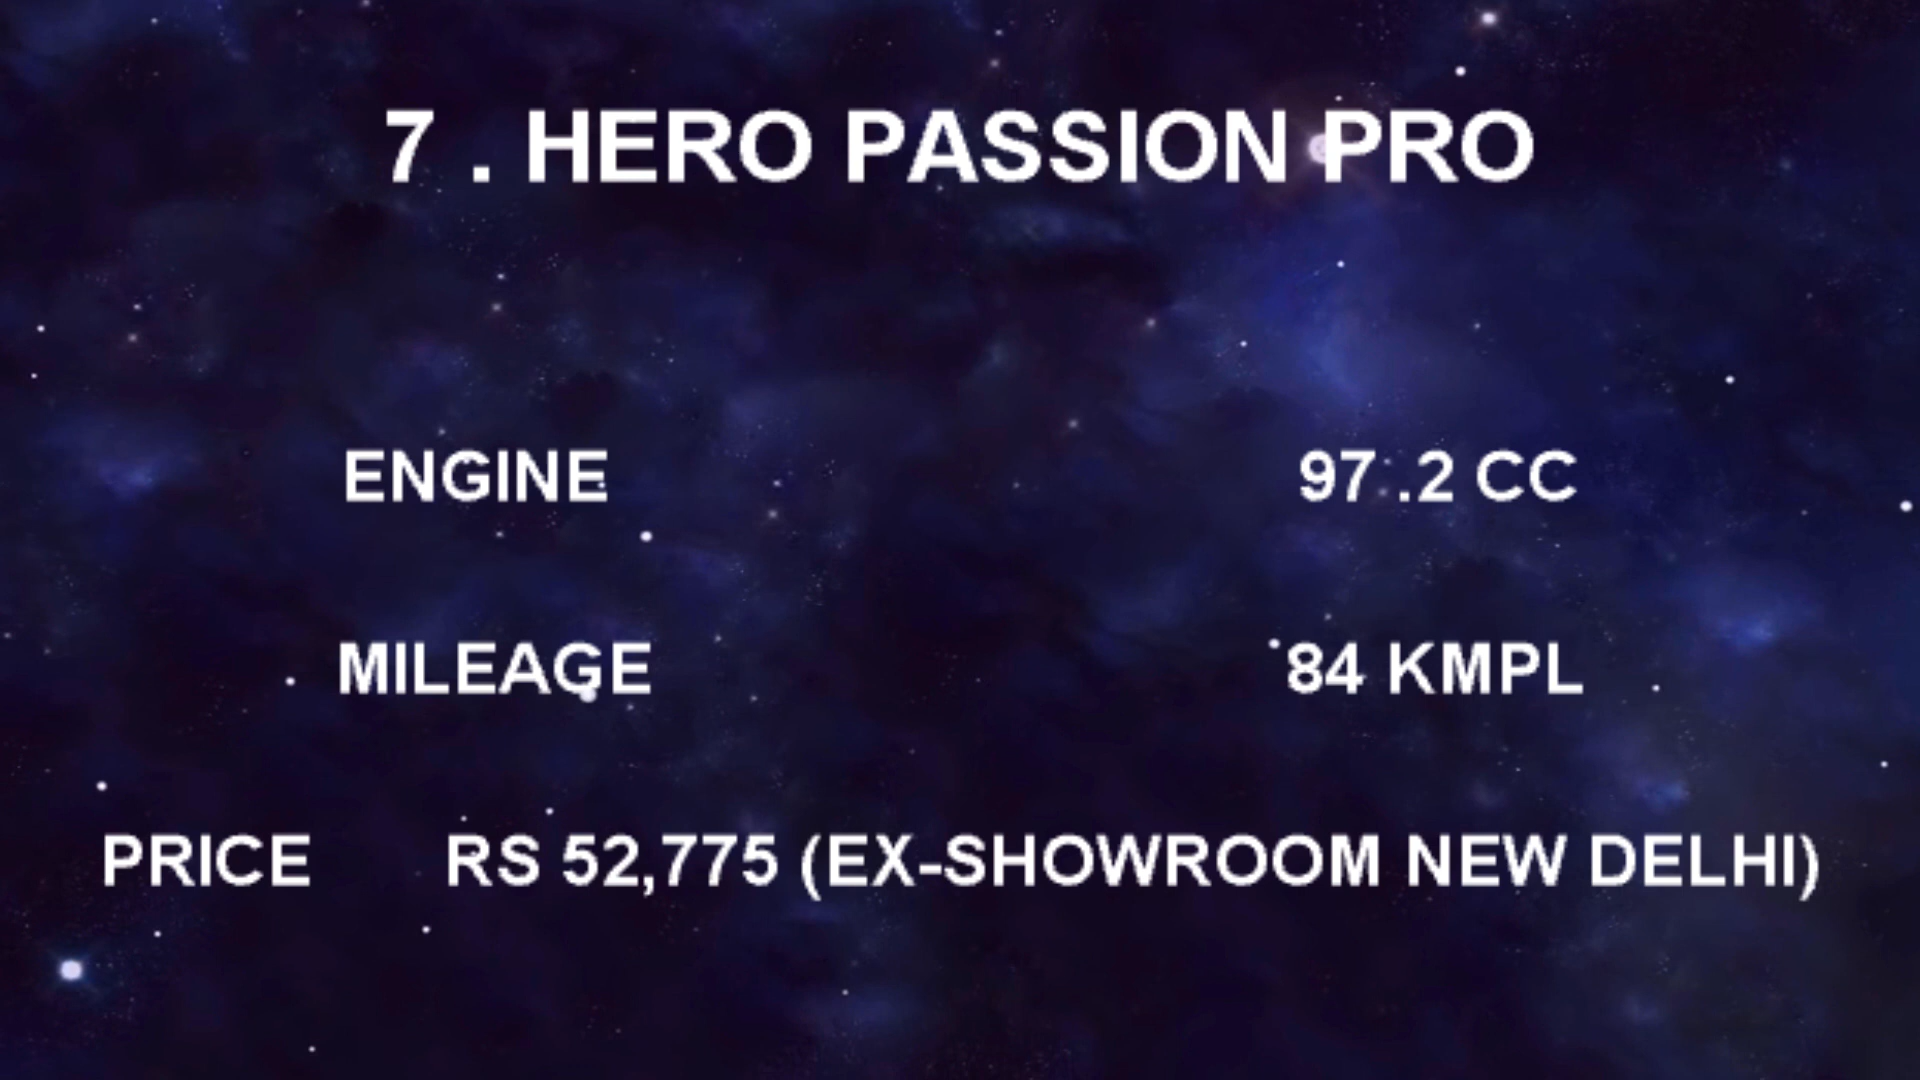 7 . HERO PASSION PRO
ENGINE 97 .2 CC
MILEAGE 84 KMPL
PRICE RS 52,775 (EX-SHOWROOM NEW DELHI)